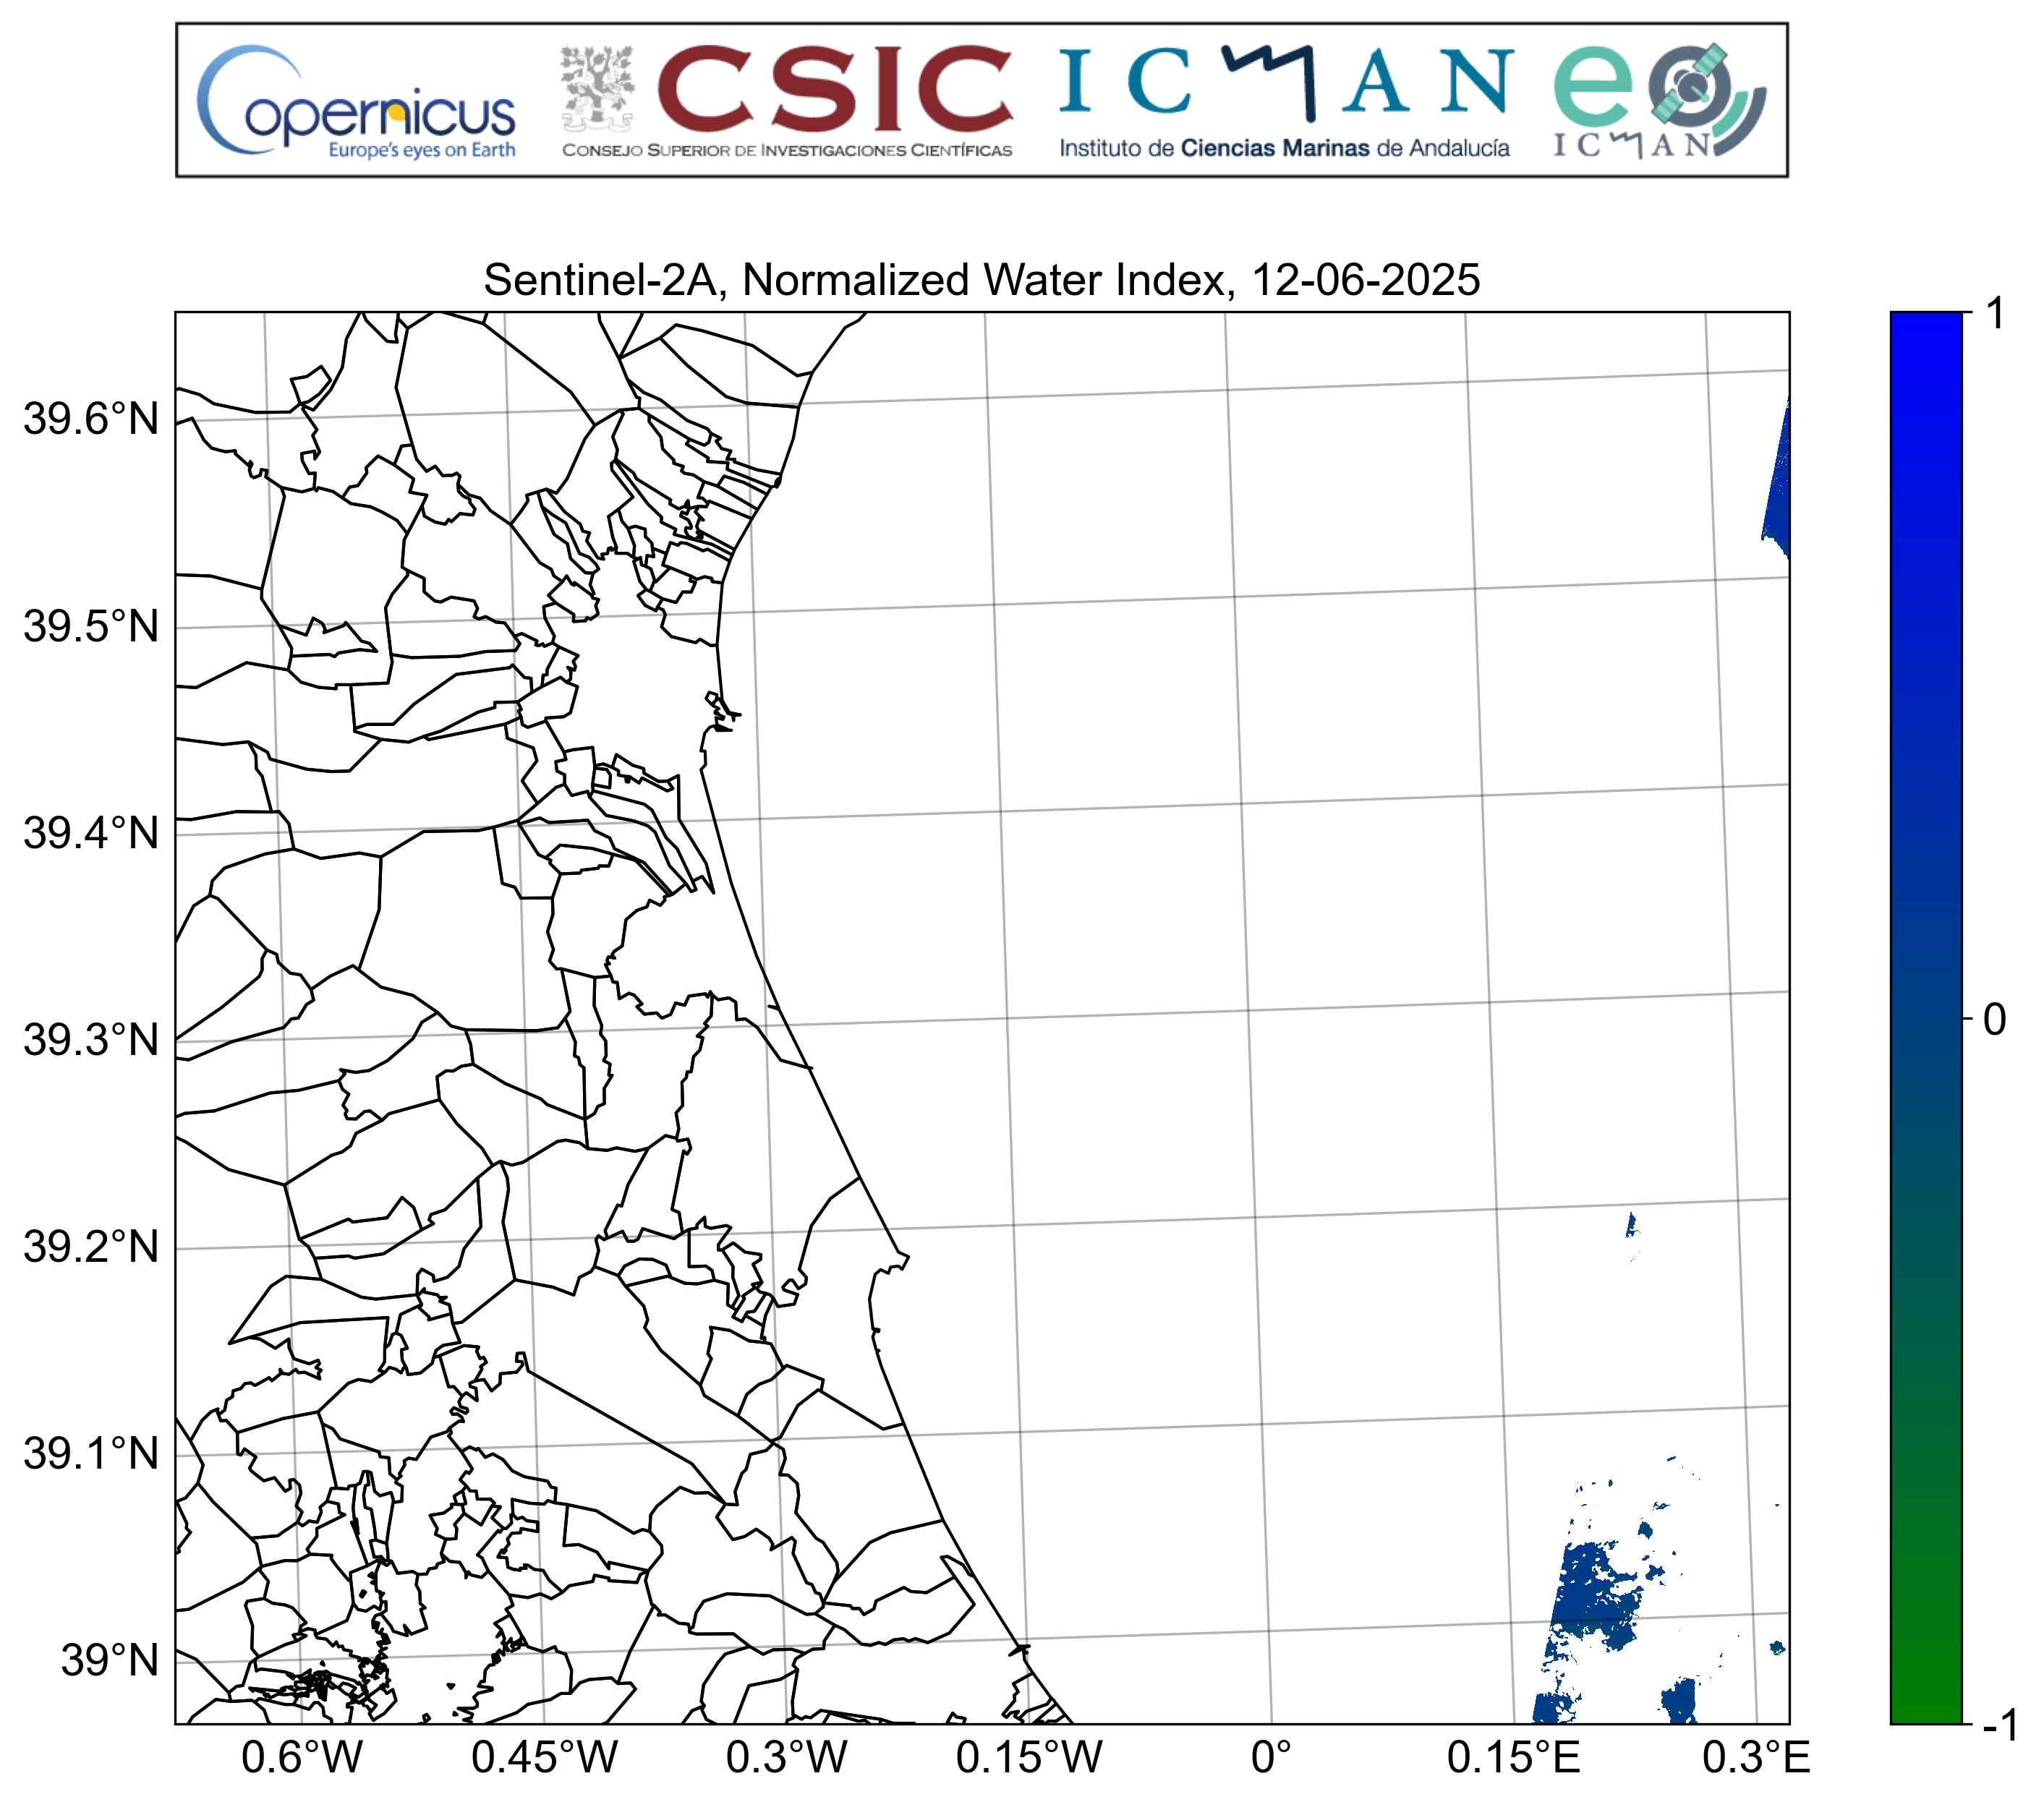 opernicus
Europe's eyes on Earth
CSIC
CONSEJO SUPERIOR DE INVESTIGACIONES CIENTÍFICAS
ICMAN
Instituto de Ciencias Marinas de Andalucía
eo
ICMAN
Sentinel-2A, Normalized Water Index, 12-06-2025
39.6°N
39.5°N
39.4°N
39.3°N
39.2°N
39.1°N
39°N
0.6°W 0.45°W 0.3°W 0.15°W 0° 0.15°E 0.3°E
1
0
-1